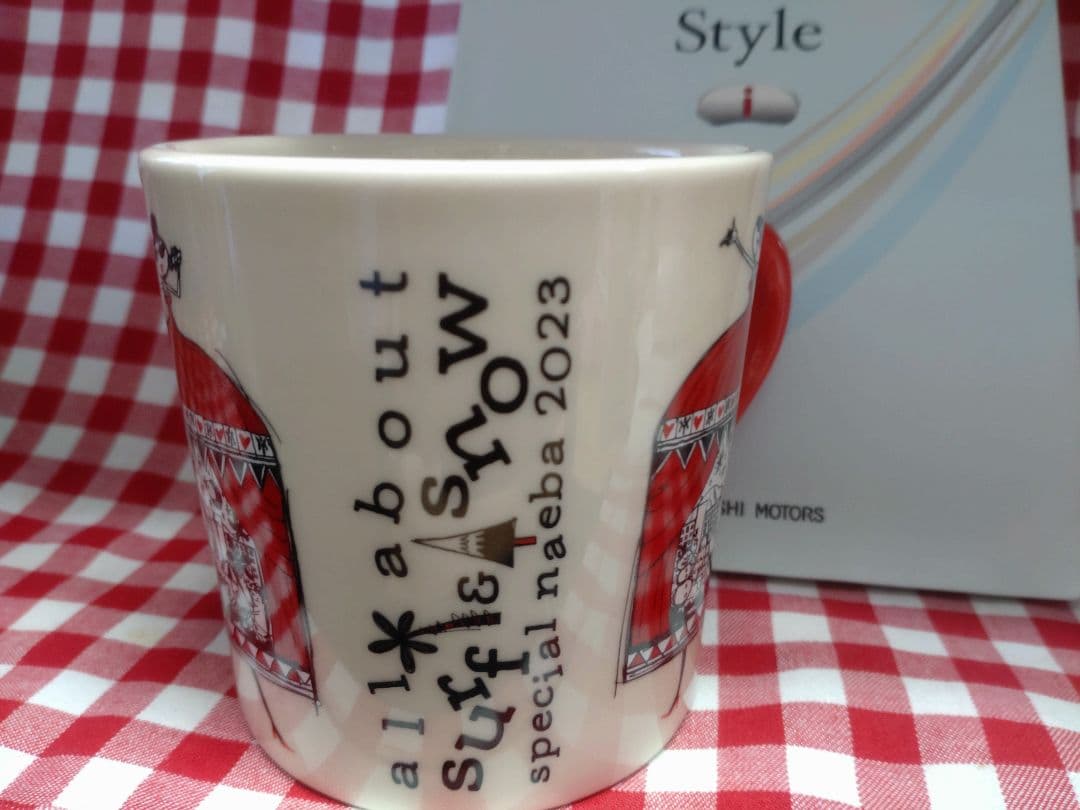 Style
i
SHI MOTORS
all*about
surf & snow
special naeba 2023